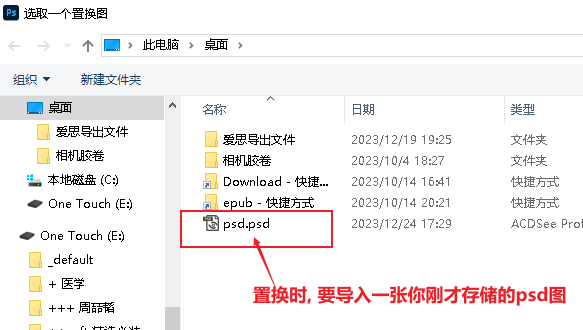 Ps 选取一个置换图
此电脑 桌面
组织 新建文件夹
桌面
爱思导出文件
相机胶卷
本地磁盘 (C:)
One Touch (E:)
One Touch (E:)
_default
+ 医学
+++ 周韬韬
名称 日期 类型
爱思导出文件 2023/12/19 19:25 文件夹
相机胶卷 2023/10/4 18:27 文件夹
Download - 快捷... 2023/10/14 16:41 快捷方式
epub - 快捷方式 2023/10/14 20:21 快捷方式
psd.psd 2023/12/24 17:29 ACDSee Prof
置换时, 要导入一张你刚才存储的psd图